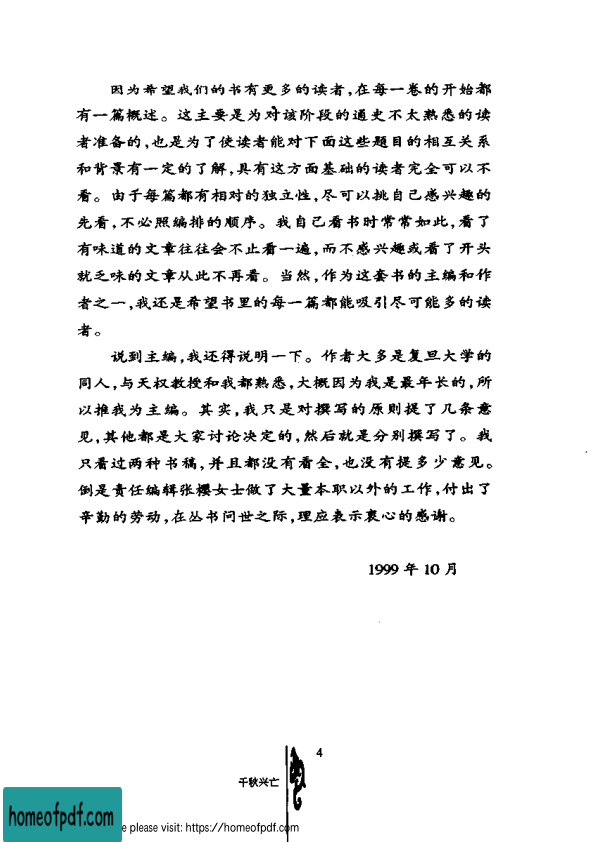 因为希望我们的书有更多的读者,在每一卷的开始都
有一篇概述。这主要是为对该阶段的通史不太熟悉的读
者准备的,也是为了使读者能对下面这些题目的相互关系
和背景有一定的了解,具有这方面基础的读者完全可以不
看。由于每篇都有相对的独立性,尽可以挑自己感兴趣的
先看,不必照编排的顺序。我自己看书时常常如此,看了
有味道的文章往往会不止看一遍,而不感兴趣或看了开头
就乏味的文章从此不再看。当然,作为这套书的主编和作
者之一,我还是希望书里的每一篇都能吸引尽可能多的读
者。
说到主编,我还得说明一下。作者大多是复旦大学的
同人,与天权教授和我都熟悉,大概因为我是最年长的,所
以推我为主编。其实,我只是对撰写的原则提了几条意
见,其他都是大家讨论决定的,然后就是分别撰写了。我
只看过两种书稿,并且都没有看全,也没有提多少意见。
倒是责任编辑张樱女士做了大量本职以外的工作,付出了
辛勤的劳动,在丛书问世之际,理应表示衷心的感谢。
1999 年 10 月
4
千秋兴亡
homeofpdf.com
e please visit: https://homeofpdf.com